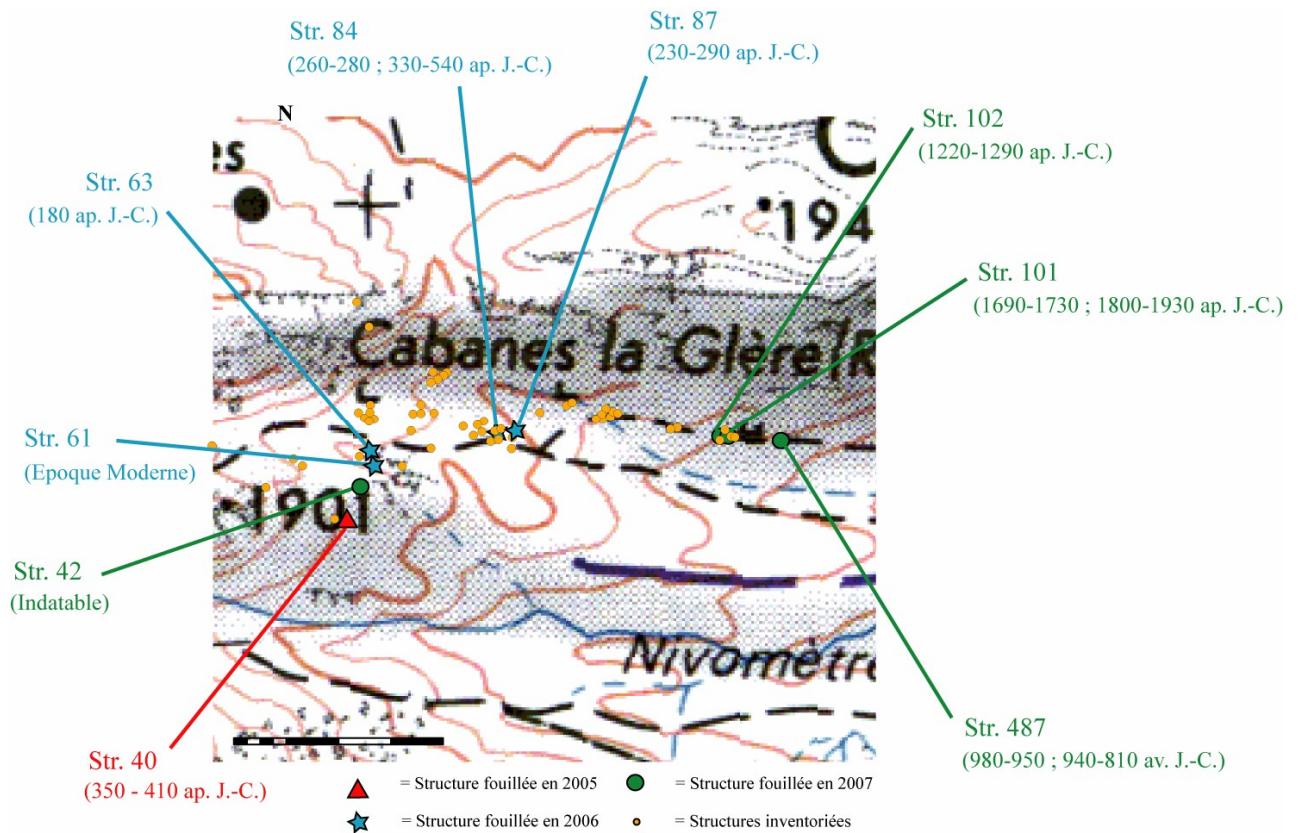 Str. 84
(260-280 ; 330-540 ap. J.-C.)
Str. 87
(230-290 ap. J.-C.)
N
Str. 102
(1220-1290 ap. J.-C.)
Str. 63
(180 ap. J.-C.)
es
194
Str. 101
(1690-1730 ; 1800-1930 ap. J.-C.)
Cabanes la Glère(R
Str. 61
(Epoque Moderne)
1901
Str. 42
(Indatable)
Nivomètre
Str. 487
(980-950 ; 940-810 av. J.-C.)
Str. 40
(350 - 410 ap. J.-C.)
= Structure fouillée en 2005
= Structure fouillée en 2007
= Structure fouillée en 2006
= Structures inventoriées